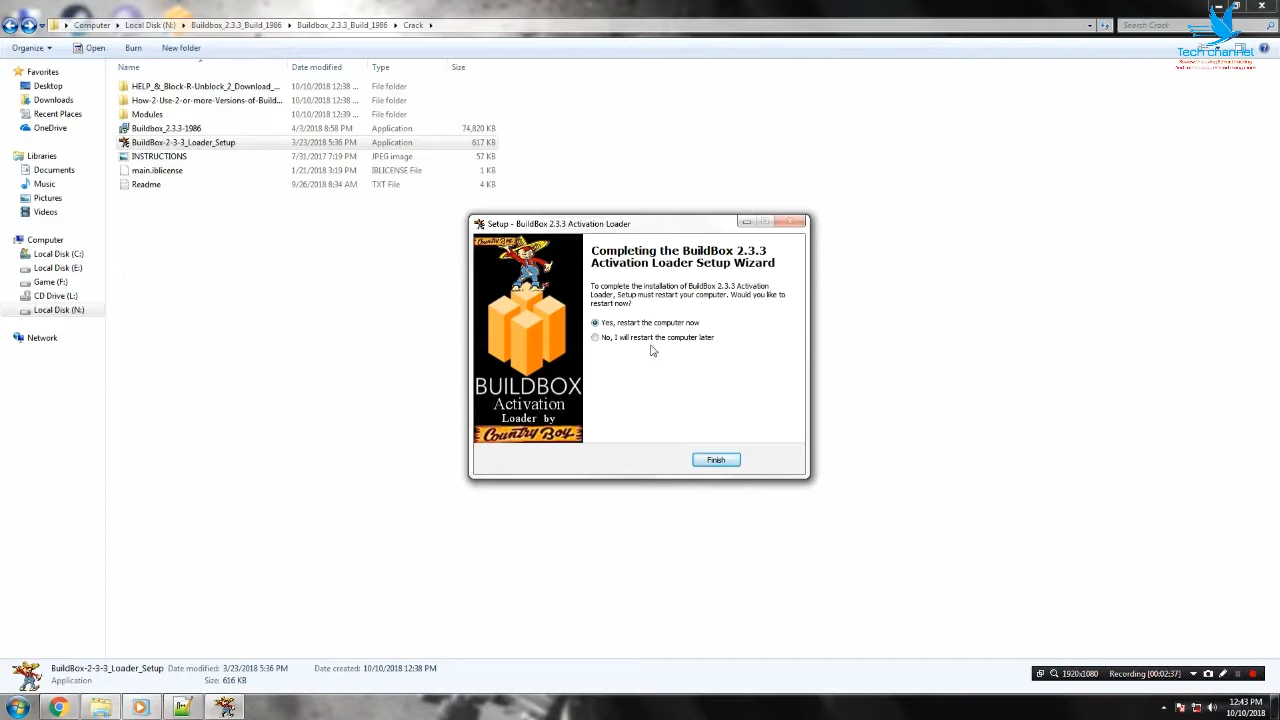 Computer
Local Disk (N:)
Buildbox_2.3.3_Build_1986
Buildbox_2.3.3_Build_1986
Crack
Search Crack
Tech channel
Organize
Open
Burn
New folder
Name
Date modified
Type
Size
Favorites
Desktop
Downloads
Recent Places
OneDrive
Libraries
Documents
Music
Pictures
Videos
Computer
Local Disk (C:)
Local Disk (E:)
Game (F:)
CD Drive (L:)
Local Disk (N:)
Network
HELP_&_Block-R-Unblock_2_Download_... 10/10/2018 12:38 ... File folder
How-2-Use-2-or-more-Versions-of-Build... 10/10/2018 12:38 ... File folder
Modules 10/10/2018 12:39 ... File folder
Buildbox_2.3.3-1986 4/3/2018 8:58 PM Application 74,820 KB
BuildBox-2-3-3_Loader_Setup 3/23/2018 5:36 PM Application 617 KB
INSTRUCTIONS 7/31/2017 7:19 PM JPEG image 57 KB
main.iblicense 1/21/2018 3:19 PM IBLICENSE File 1 KB
Readme 9/26/2018 8:34 AM TXT File 4 KB
Setup - BuildBox 2.3.3 Activation Loader
Completing the BuildBox 2.3.3
Activation Loader Setup Wizard
To complete the installation of BuildBox 2.3.3 Activation
Loader, Setup must restart your computer. Would you like to
restart now?
Yes, restart the computer now
No, I will restart the computer later
BUILDBOX
Activation
Loader by
Country Boy
Finish
BuildBox-2-3-3_Loader_Setup Date modified: 3/23/2018 5:36 PM Date created: 10/10/2018 12:38 PM
Application Size: 616 KB
1920x1080 Recording [00:02:37]
12:43 PM
10/10/2018